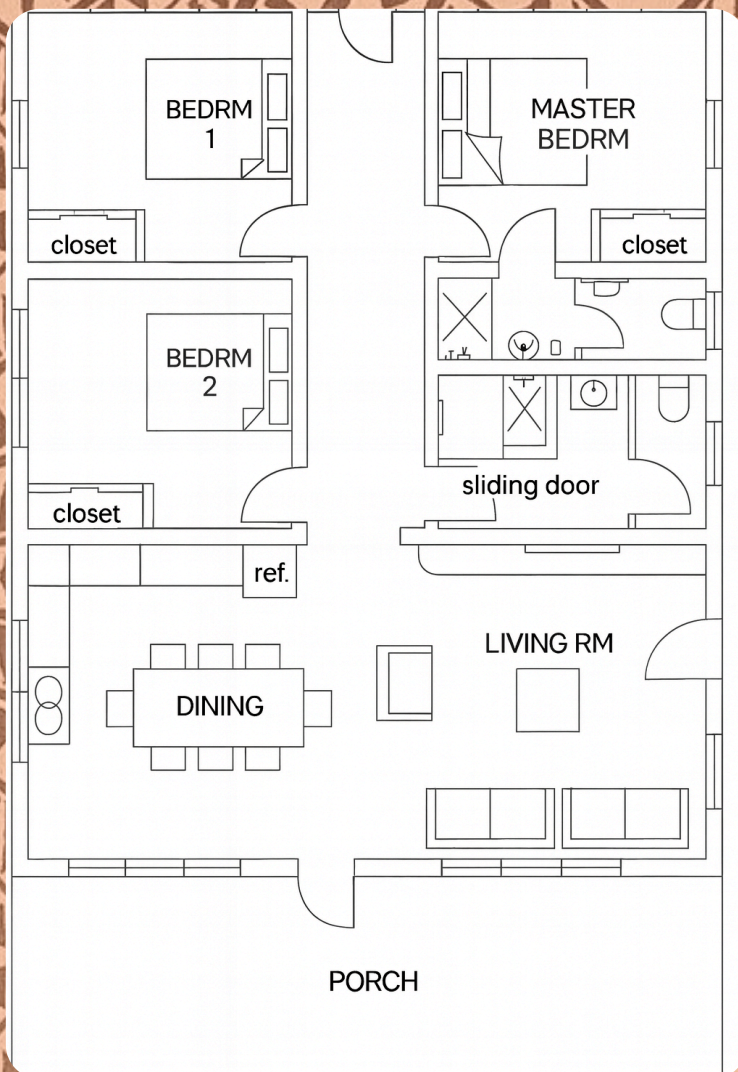 BEDRM
1
MASTER
BEDRM
closet
closet
BEDRM
2
sliding door
closet
ref.
LIVING RM
DINING
PORCH